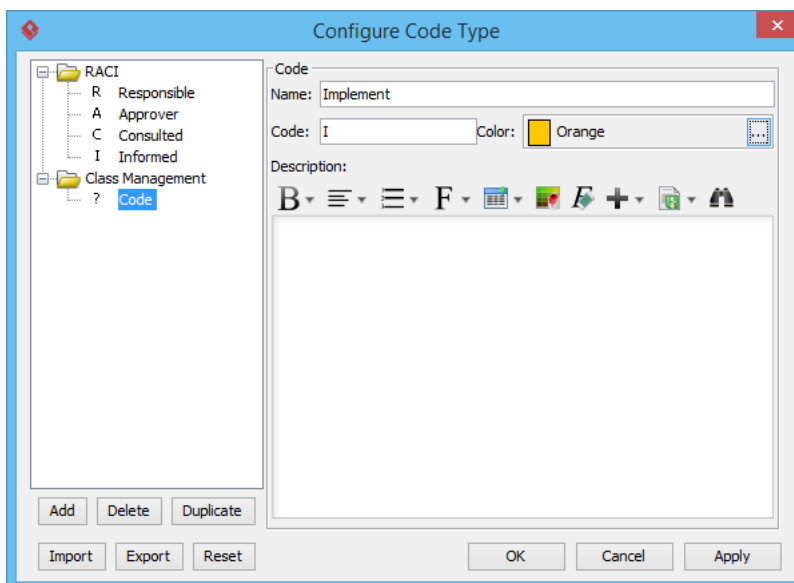 Configure Code Type
RACI
R Responsible
A Approver
C Consulted
I Informed
Class Management
? Code
Add Delete Duplicate
Import Export Reset
Code
Name: Implement
Code: I Color: Orange ...
Description:
B F F
OK Cancel Apply